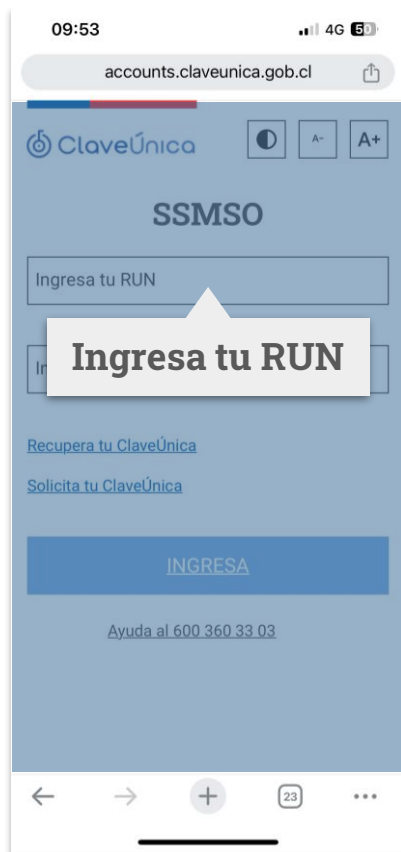 09:53
4G 50
accounts.claveunica.gob.cl
ClaveÚnica
A- A+
SSMSO
Ingresa tu RUN
Ingresa tu RUN
Recupera tu ClaveÚnica
Solicita tu ClaveÚnica
INGRESA
Ayuda al 600 360 33 03
23